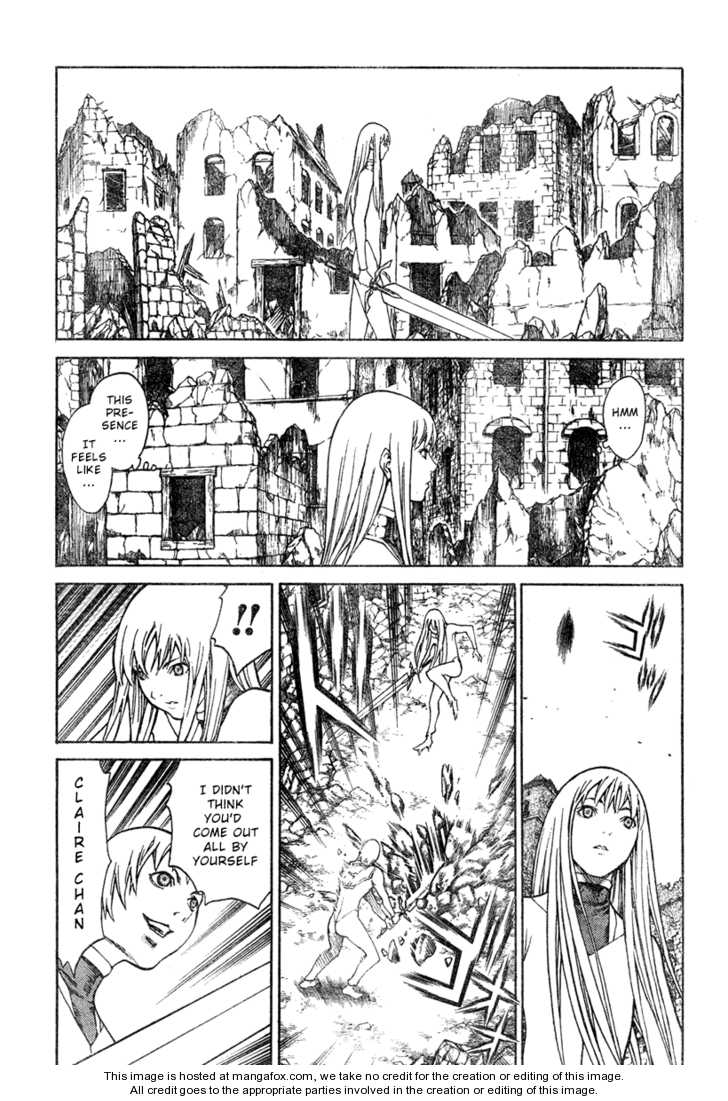 HMM
...
THIS
PRE-
SENCE
...
IT
FEELS
LIKE
...
!!
I DIDN'T
THINK
YOU'D
COME OUT
ALL BY
YOURSELF
CLAIRE CHAN
This image is hosted at mangafox.com, we take no credit for the creation or editing of this image.
All credit goes to the appropriate parties involved in the creation or editing of this image.